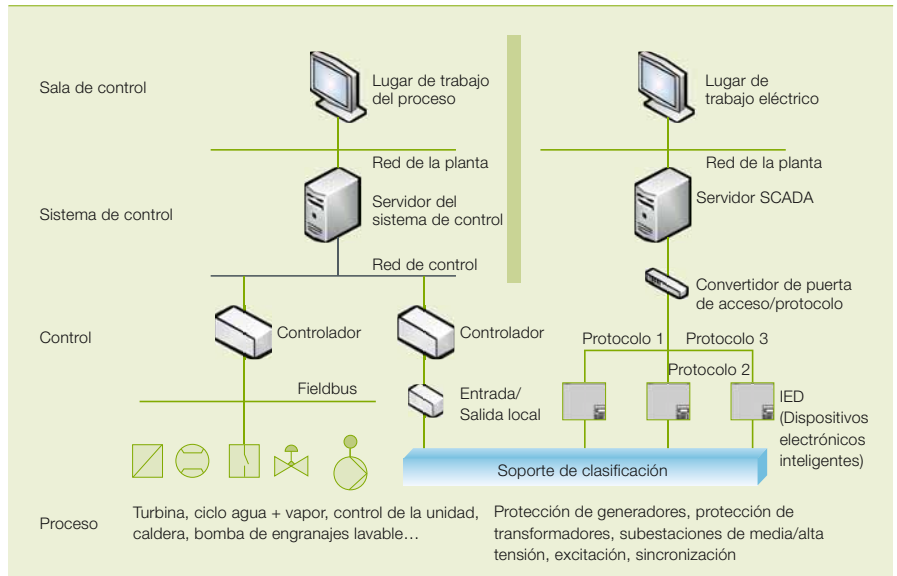 Sala de control
Lugar de trabajo
del proceso
Lugar de
trabajo eléctrico
Red de la planta
Red de la planta
Sistema de control
Servidor del
sistema de control
Servidor SCADA
Red de control
Convertidor de puerta
de acceso/protocolo
Control
Controlador
Controlador
Protocolo 1
Protocolo 3
Protocolo 2
Fieldbus
Entrada/
Salida local
IED
(Dispositivos
electrónicos
inteligentes)
Soporte de clasificación
Proceso
Turbina, ciclo agua + vapor, control de la unidad,
caldera, bomba de engranajes lavable…
Protección de generadores, protección de
transformadores, subestaciones de media/alta
tensión, excitación, sincronización